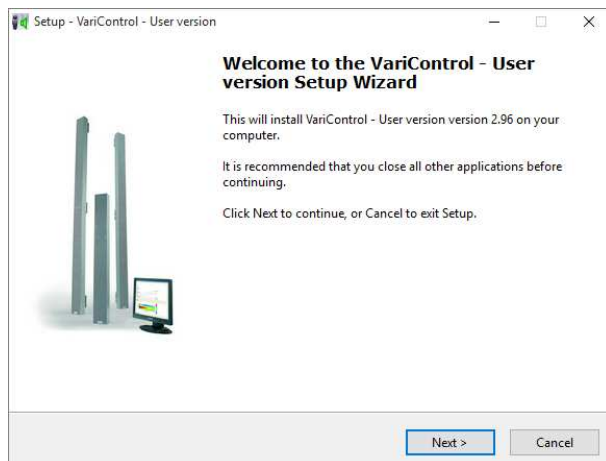 Setup - VariControl - User version
Welcome to the VariControl - User
version Setup Wizard
This will install VariControl - User version version 2.96 on your
computer.
It is recommended that you close all other applications before
continuing.
Click Next to continue, or Cancel to exit Setup.
Next >
Cancel